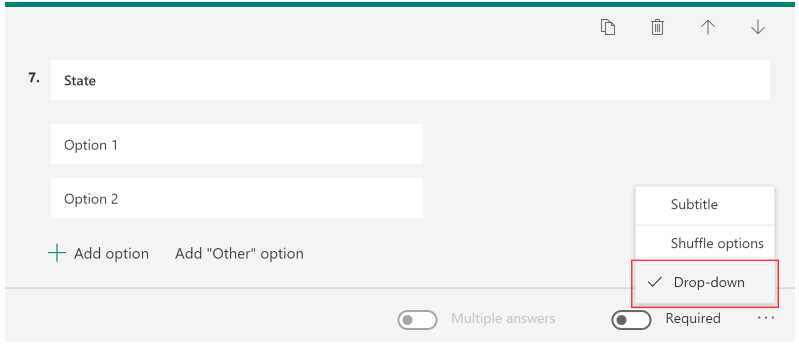 7. State
Option 1
Option 2
Subtitle
Add option Add "Other" option
Shuffle options
Drop-down
Multiple answers Required